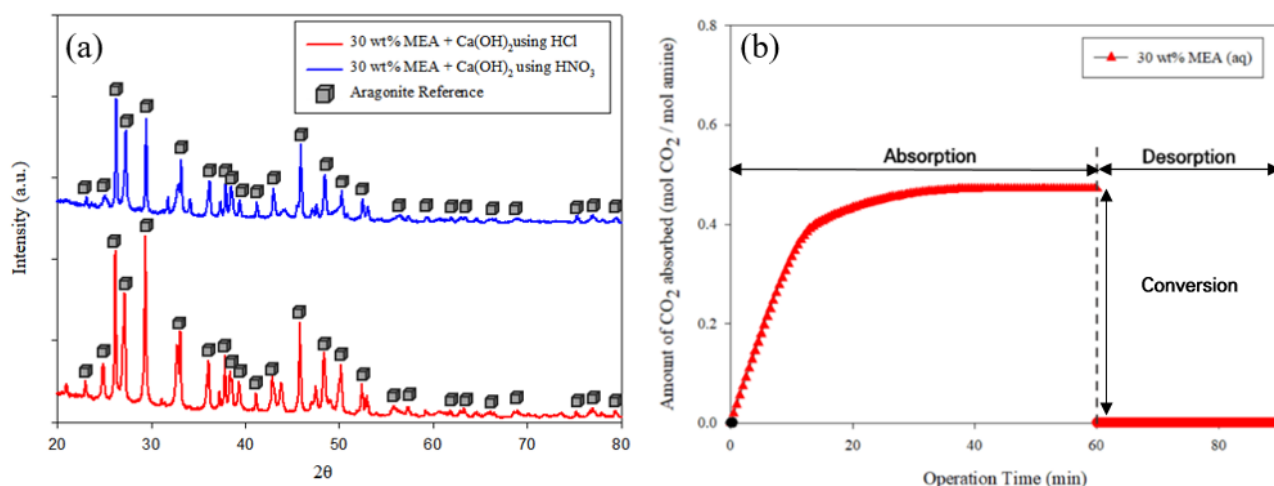 (a)
30 wt% MEA + Ca(OH)2using HCl
30 wt% MEA + Ca(OH)2 using HNO3
Aragonite Reference
Intensity (a.u.)
20 30 40 50 60 70 80
2θ
(b)
30 wt% MEA (aq)
Amount of CO2 absorbed (mol CO2 / mol amine)
0.8
0.6
0.4
0.2
0.0
Absorption
Desorption
Conversion
0 20 40 60 80
Operation Time (min)